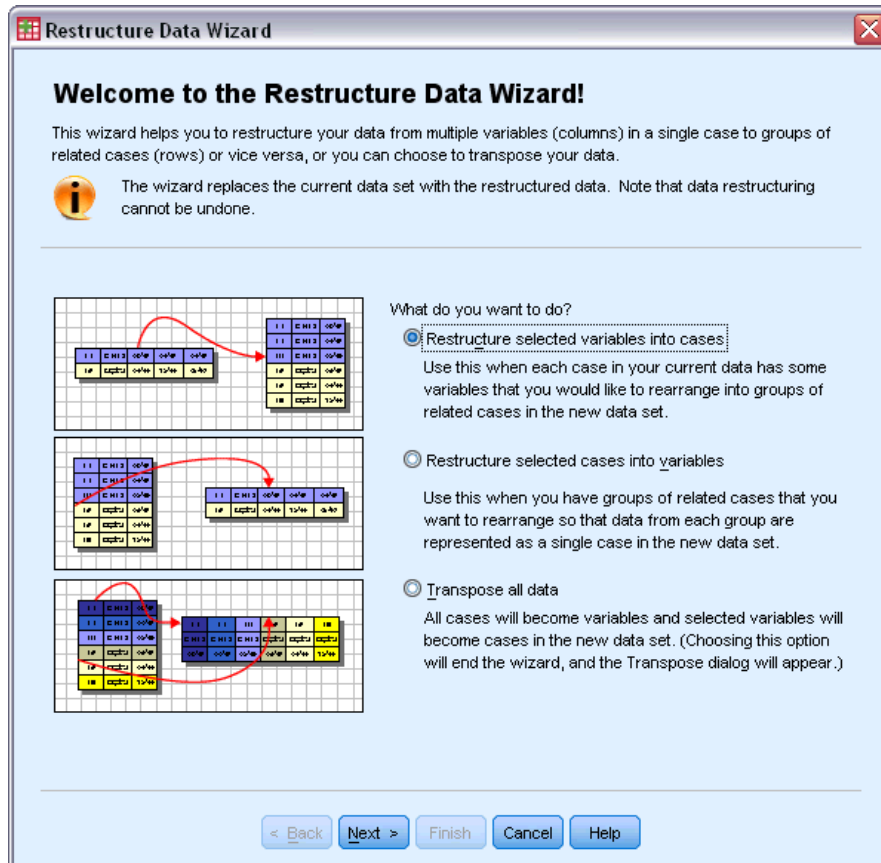 Restructure Data Wizard
Welcome to the Restructure Data Wizard!
This wizard helps you to restructure your data from multiple variables (columns) in a single case to groups of
related cases (rows) or vice versa, or you can choose to transpose your data.
The wizard replaces the current data set with the restructured data. Note that data restructuring
cannot be undone.
What do you want to do?
Restructure selected variables into cases
Use this when each case in your current data has some
variables that you would like to rearrange into groups of
related cases in the new data set.
Restructure selected cases into variables
Use this when you have groups of related cases that you
want to rearrange so that data from each group are
represented as a single case in the new data set.
Transpose all data
All cases will become variables and selected variables will
become cases in the new data set. (Choosing this option
will end the wizard, and the Transpose dialog will appear.)
< Back Next > Finish Cancel Help